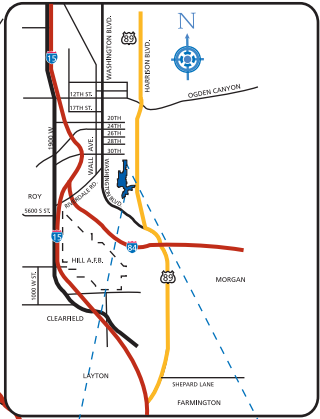 N
WASHINGTON BLVD.
89
HARRISON BLVD.
15
OGDEN CANYON
12TH ST.
17TH ST.
20TH
24TH
26TH
28TH
30TH
1900 W
WALL AVE.
WASHINGTON BLVD.
RIVERDALE RD.
ROY
5600 S ST.
15
84
HILL A.F.B.
89
MORGAN
1000 W ST.
CLEARFIELD
LAYTON
SHEPARD LANE
FARMINGTON